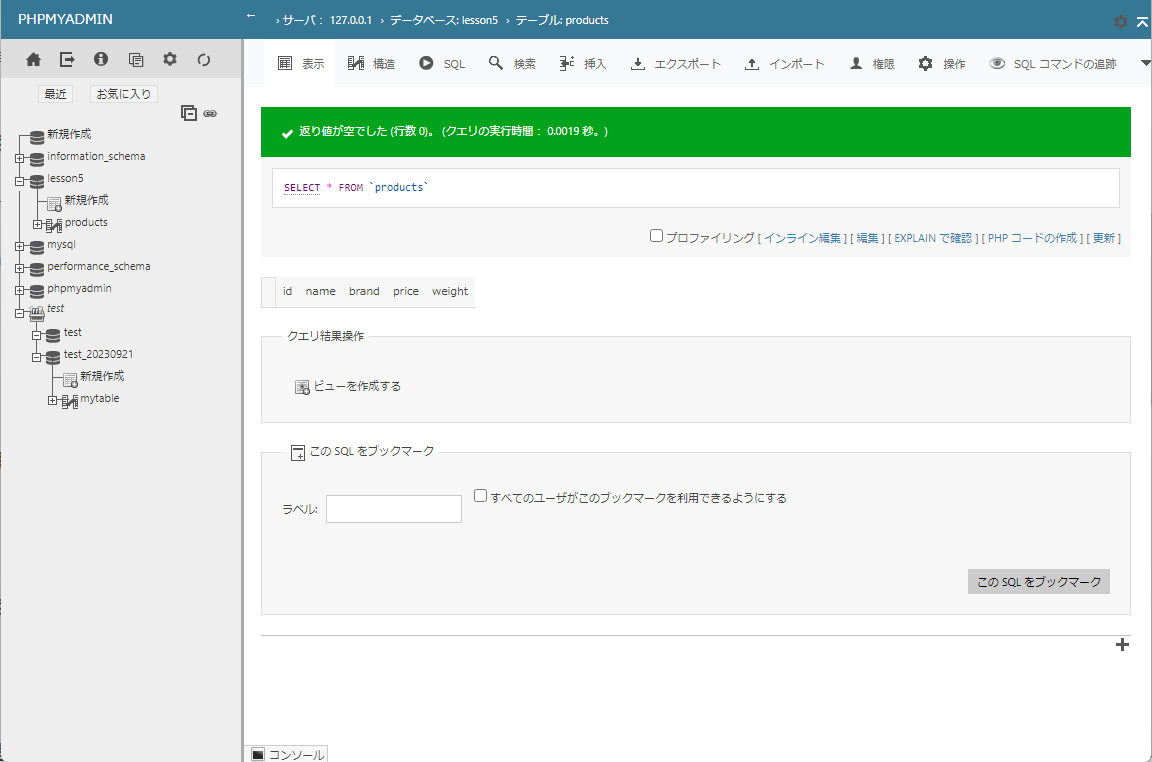 PHPMYADMIN
最近
お気に入り
新規作成
information_schema
lesson5
新規作成
products
mysql
performance_schema
phpmyadmin
test
test
test_20230921
新規作成
mytable
← › サーバ： 127.0.0.1 › データベース: lesson5 › テーブル: products
表示 構造 SQL 検索 挿入 エクスポート インポート 権限 操作 SQL コマンドの追跡
返り値が空でした (行数 0)。 (クエリの実行時間： 0.0019 秒。)
SELECT * FROM `products`
プロファイリング [ インライン編集 ] [ 編集 ] [ EXPLAIN で確認 ] [ PHP コードの作成 ] [ 更新 ]
id name brand price weight
クエリ結果操作
ビューを作成する
この SQL をブックマーク
ラベル:
すべてのユーザがこのブックマークを利用できるようにする
この SQL をブックマーク
コンソール